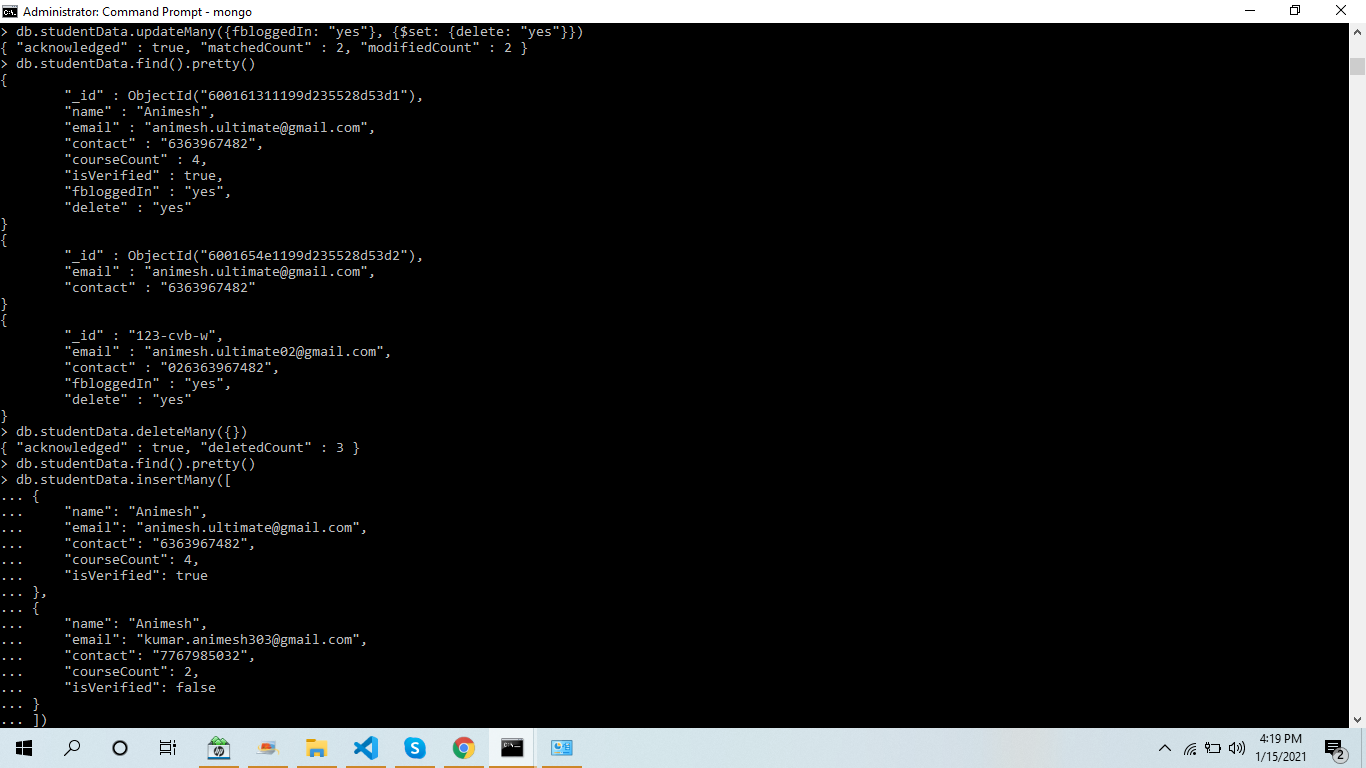 Administrator: Command Prompt - mongo
> db.studentData.updateMany({fbloggedIn: "yes"}, {$set: {delete: "yes"}})
{ "acknowledged" : true, "matchedCount" : 2, "modifiedCount" : 2 }
> db.studentData.find().pretty()
{
        "_id" : ObjectId("600161311199d235528d53d1"),
        "name" : "Animesh",
        "email" : "animesh.ultimate@gmail.com",
        "contact" : "6363967482",
        "courseCount" : 4,
        "isVerified" : true,
        "fbloggedIn" : "yes",
        "delete" : "yes"
}
{
        "_id" : ObjectId("6001654e1199d235528d53d2"),
        "email" : "animesh.ultimate@gmail.com",
        "contact" : "6363967482"
}
{
        "_id" : "123-cvb-w",
        "email" : "animesh.ultimate02@gmail.com",
        "contact" : "026363967482",
        "fbloggedIn" : "yes",
        "delete" : "yes"
}
> db.studentData.deleteMany({})
{ "acknowledged" : true, "deletedCount" : 3 }
> db.studentData.find().pretty()
> db.studentData.insertMany([
... {
...     "name": "Animesh",
...     "email": "animesh.ultimate@gmail.com",
...     "contact": "6363967482",
...     "courseCount": 4,
...     "isVerified": true
... },
... {
...     "name": "Animesh",
...     "email": "kumar.animesh303@gmail.com",
...     "contact": "7767985032",
...     "courseCount": 2,
...     "isVerified": false
... }
... ])
4:19 PM
1/15/2021
2